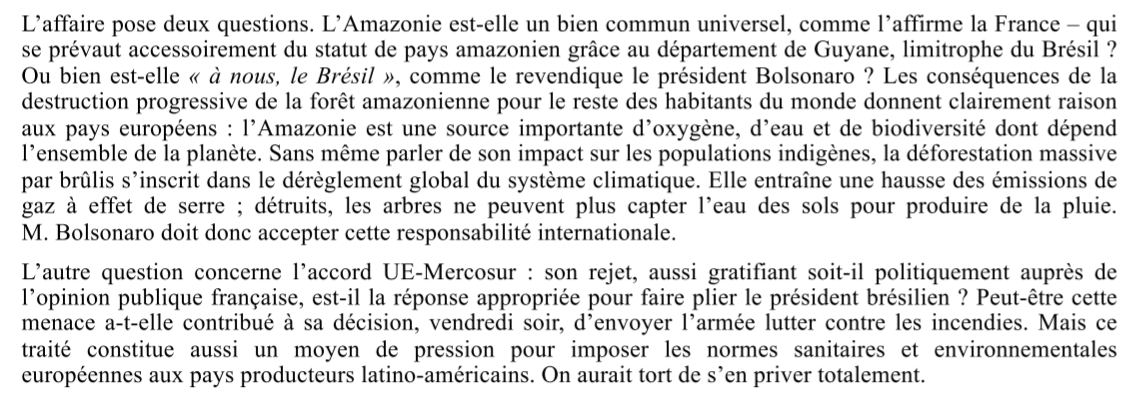 L’affaire pose deux questions. L’Amazonie est-elle un bien commun universel, comme l’affirme la France – qui
se prévaut accessoirement du statut de pays amazonien grâce au département de Guyane, limitrophe du Brésil ?
Ou bien est-elle « à nous, le Brésil », comme le revendique le président Bolsonaro ? Les conséquences de la
destruction progressive de la forêt amazonienne pour le reste des habitants du monde donnent clairement raison
aux pays européens : l’Amazonie est une source importante d’oxygène, d’eau et de biodiversité dont dépend
l’ensemble de la planète. Sans même parler de son impact sur les populations indigènes, la déforestation massive
par brûlis s’inscrit dans le dérèglement global du système climatique. Elle entraîne une hausse des émissions de
gaz à effet de serre ; détruits, les arbres ne peuvent plus capter l’eau des sols pour produire de la pluie.
M. Bolsonaro doit donc accepter cette responsabilité internationale.
L’autre question concerne l’accord UE-Mercosur : son rejet, aussi gratifiant soit-il politiquement auprès de
l’opinion publique française, est-il la réponse appropriée pour faire plier le président brésilien ? Peut-être cette
menace a-t-elle contribué à sa décision, vendredi soir, d’envoyer l’armée lutter contre les incendies. Mais ce
traité constitue aussi un moyen de pression pour imposer les normes sanitaires et environnementales
européennes aux pays producteurs latino-américains. On aurait tort de s’en priver totalement.